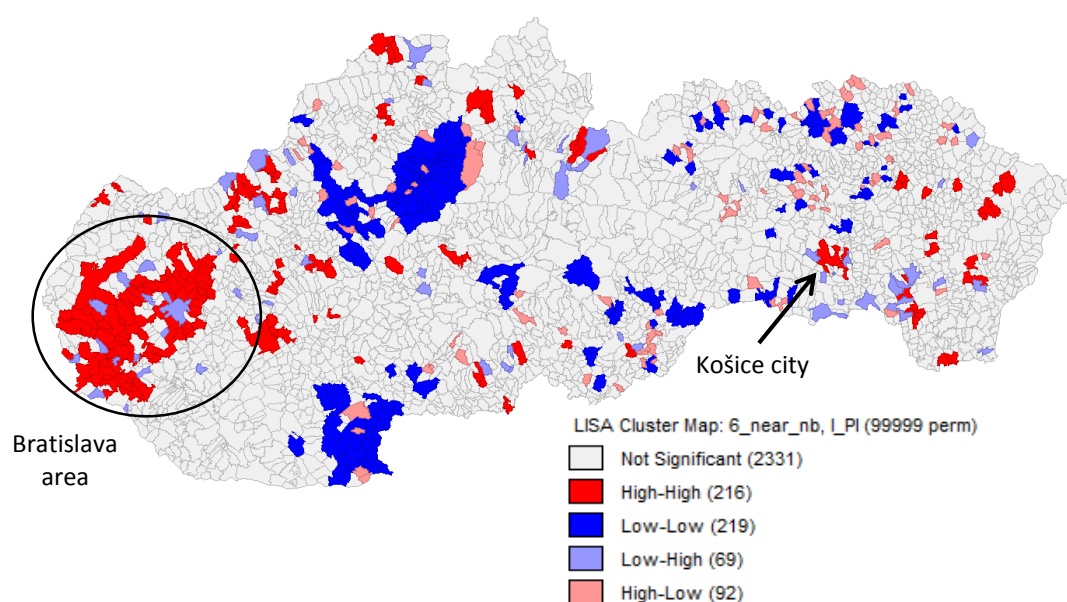 Košice city
Bratislava
area
LISA Cluster Map: 6_near_nb, I_PI (99999 perm)
Not Significant (2331)
High-High (216)
Low-Low (219)
Low-High (69)
High-Low (92)